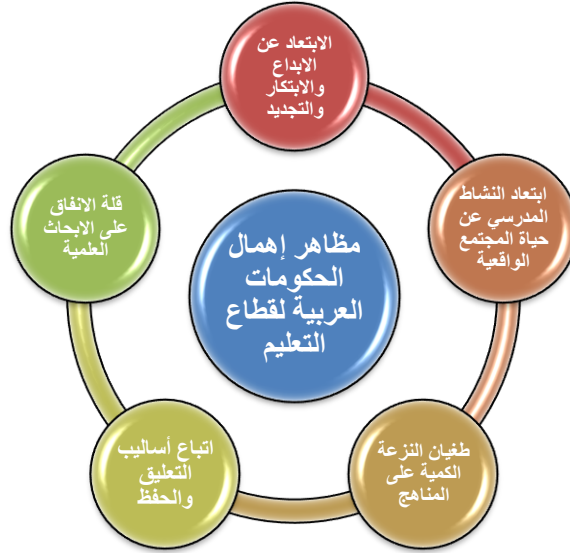 مظاهر إهمال
الحكومات
العربية لقطاع
التعليم
الابتعاد عن
الابداع
والابتكار
والتجديد
ابتعاد النشاط
المدرسي عن
حياة المجتمع
الواقعية
طغيان النزعة
الكمية على
المناهج
اتباع أساليب
التعليق
والحفظ
قلة الانفاق
على الابحاث
العلمية